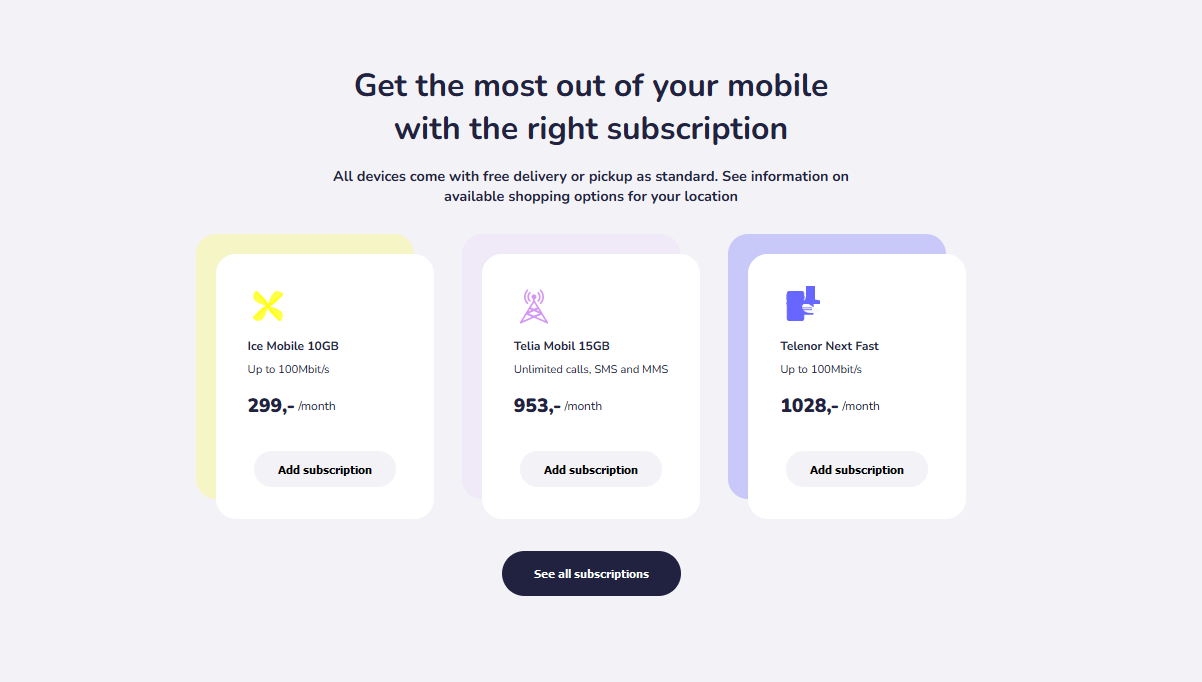 Get the most out of your mobile
with the right subscription
All devices come with free delivery or pickup as standard. See information on
available shopping options for your location
Ice Mobile 10GB
Up to 100Mbit/s
299,- /month
Add subscription
Telia Mobil 15GB
Unlimited calls, SMS and MMS
953,- /month
Add subscription
Telenor Next Fast
Up to 100Mbit/s
1028,- /month
Add subscription
See all subscriptions